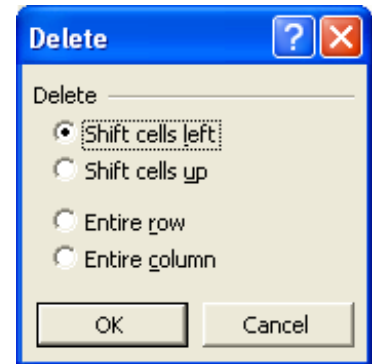 Delete
Delete
Shift cells left
Shift cells up
Entire row
Entire column
OK Cancel